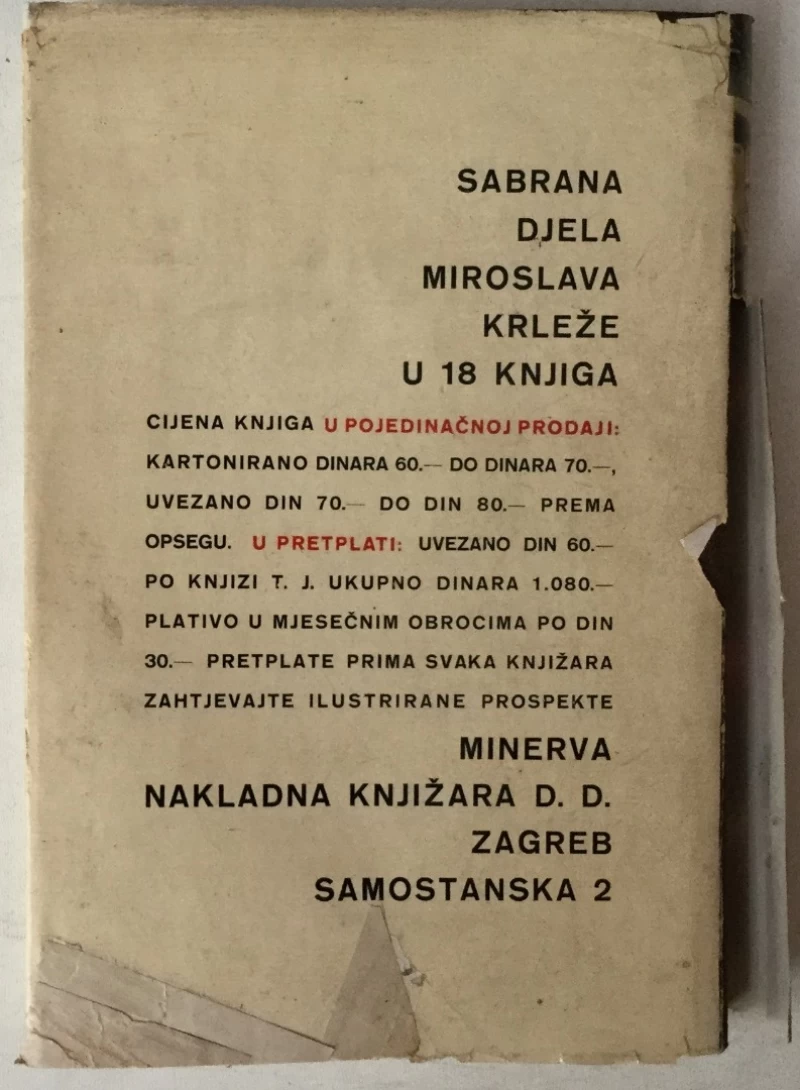 SABRANA
DJELA
MIROSLAVA
KRLEŽE
U 18 KNJIGA
CIJENA KNJIGA U POJEDINAČNOJ PRODAJI:
KARTONIRANO DINARA 60.— DO DINARA 70.—,
UVEZANO DIN 70.— DO DIN 80.— PREMA
OPSEGU. U PRETPLATI: UVEZANO DIN 60.—
PO KNJIZI T. J. UKUPNO DINARA 1.080.—
PLATIVO U MJESEČNIM OBROCIMA PO DIN
30.— PRETPLATE PRIMA SVAKA KNJIŽARA
ZAHTJEVAJTE ILUSTRIRANE PROSPEKTE
MINERVA
NAKLADNA KNJIŽARA D. D.
ZAGREB
SAMOSTANSKA 2